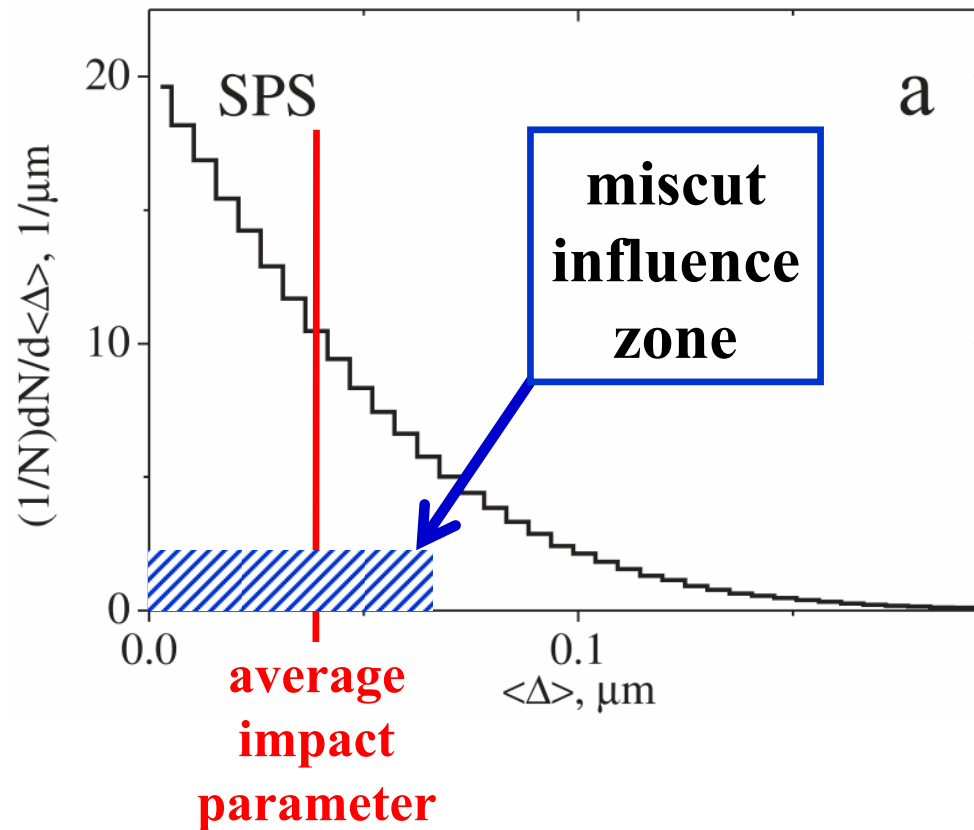 20
SPS
a
miscut
influence
zone
(1/N)dN/d<Δ>, 1/μm
10
0
0.0
0.1
<Δ>, μm
average
impact
parameter